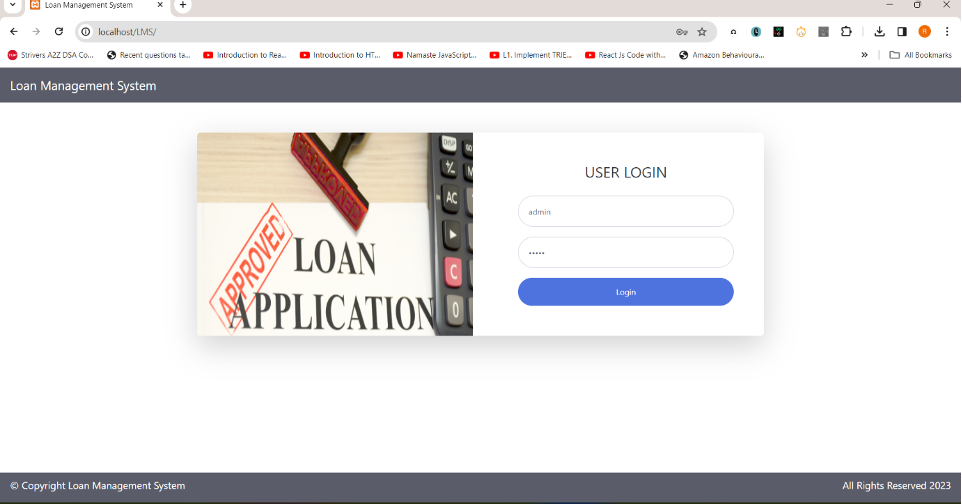 Loan Management System
localhost/LMS/
Strivers A2Z DSA Co...
Recent questions ta...
Introduction to Rea...
Introduction to HT...
Namaste JavaScript...
L1. Implement TRIE...
React Js Code with...
Amazon Behavioura...
All Bookmarks
Loan Management System
USER LOGIN
admin
•••••
Login
APPROVED
LOAN
APPLICATION
AC
C
0
© Copyright Loan Management System
All Rights Reserved 2023